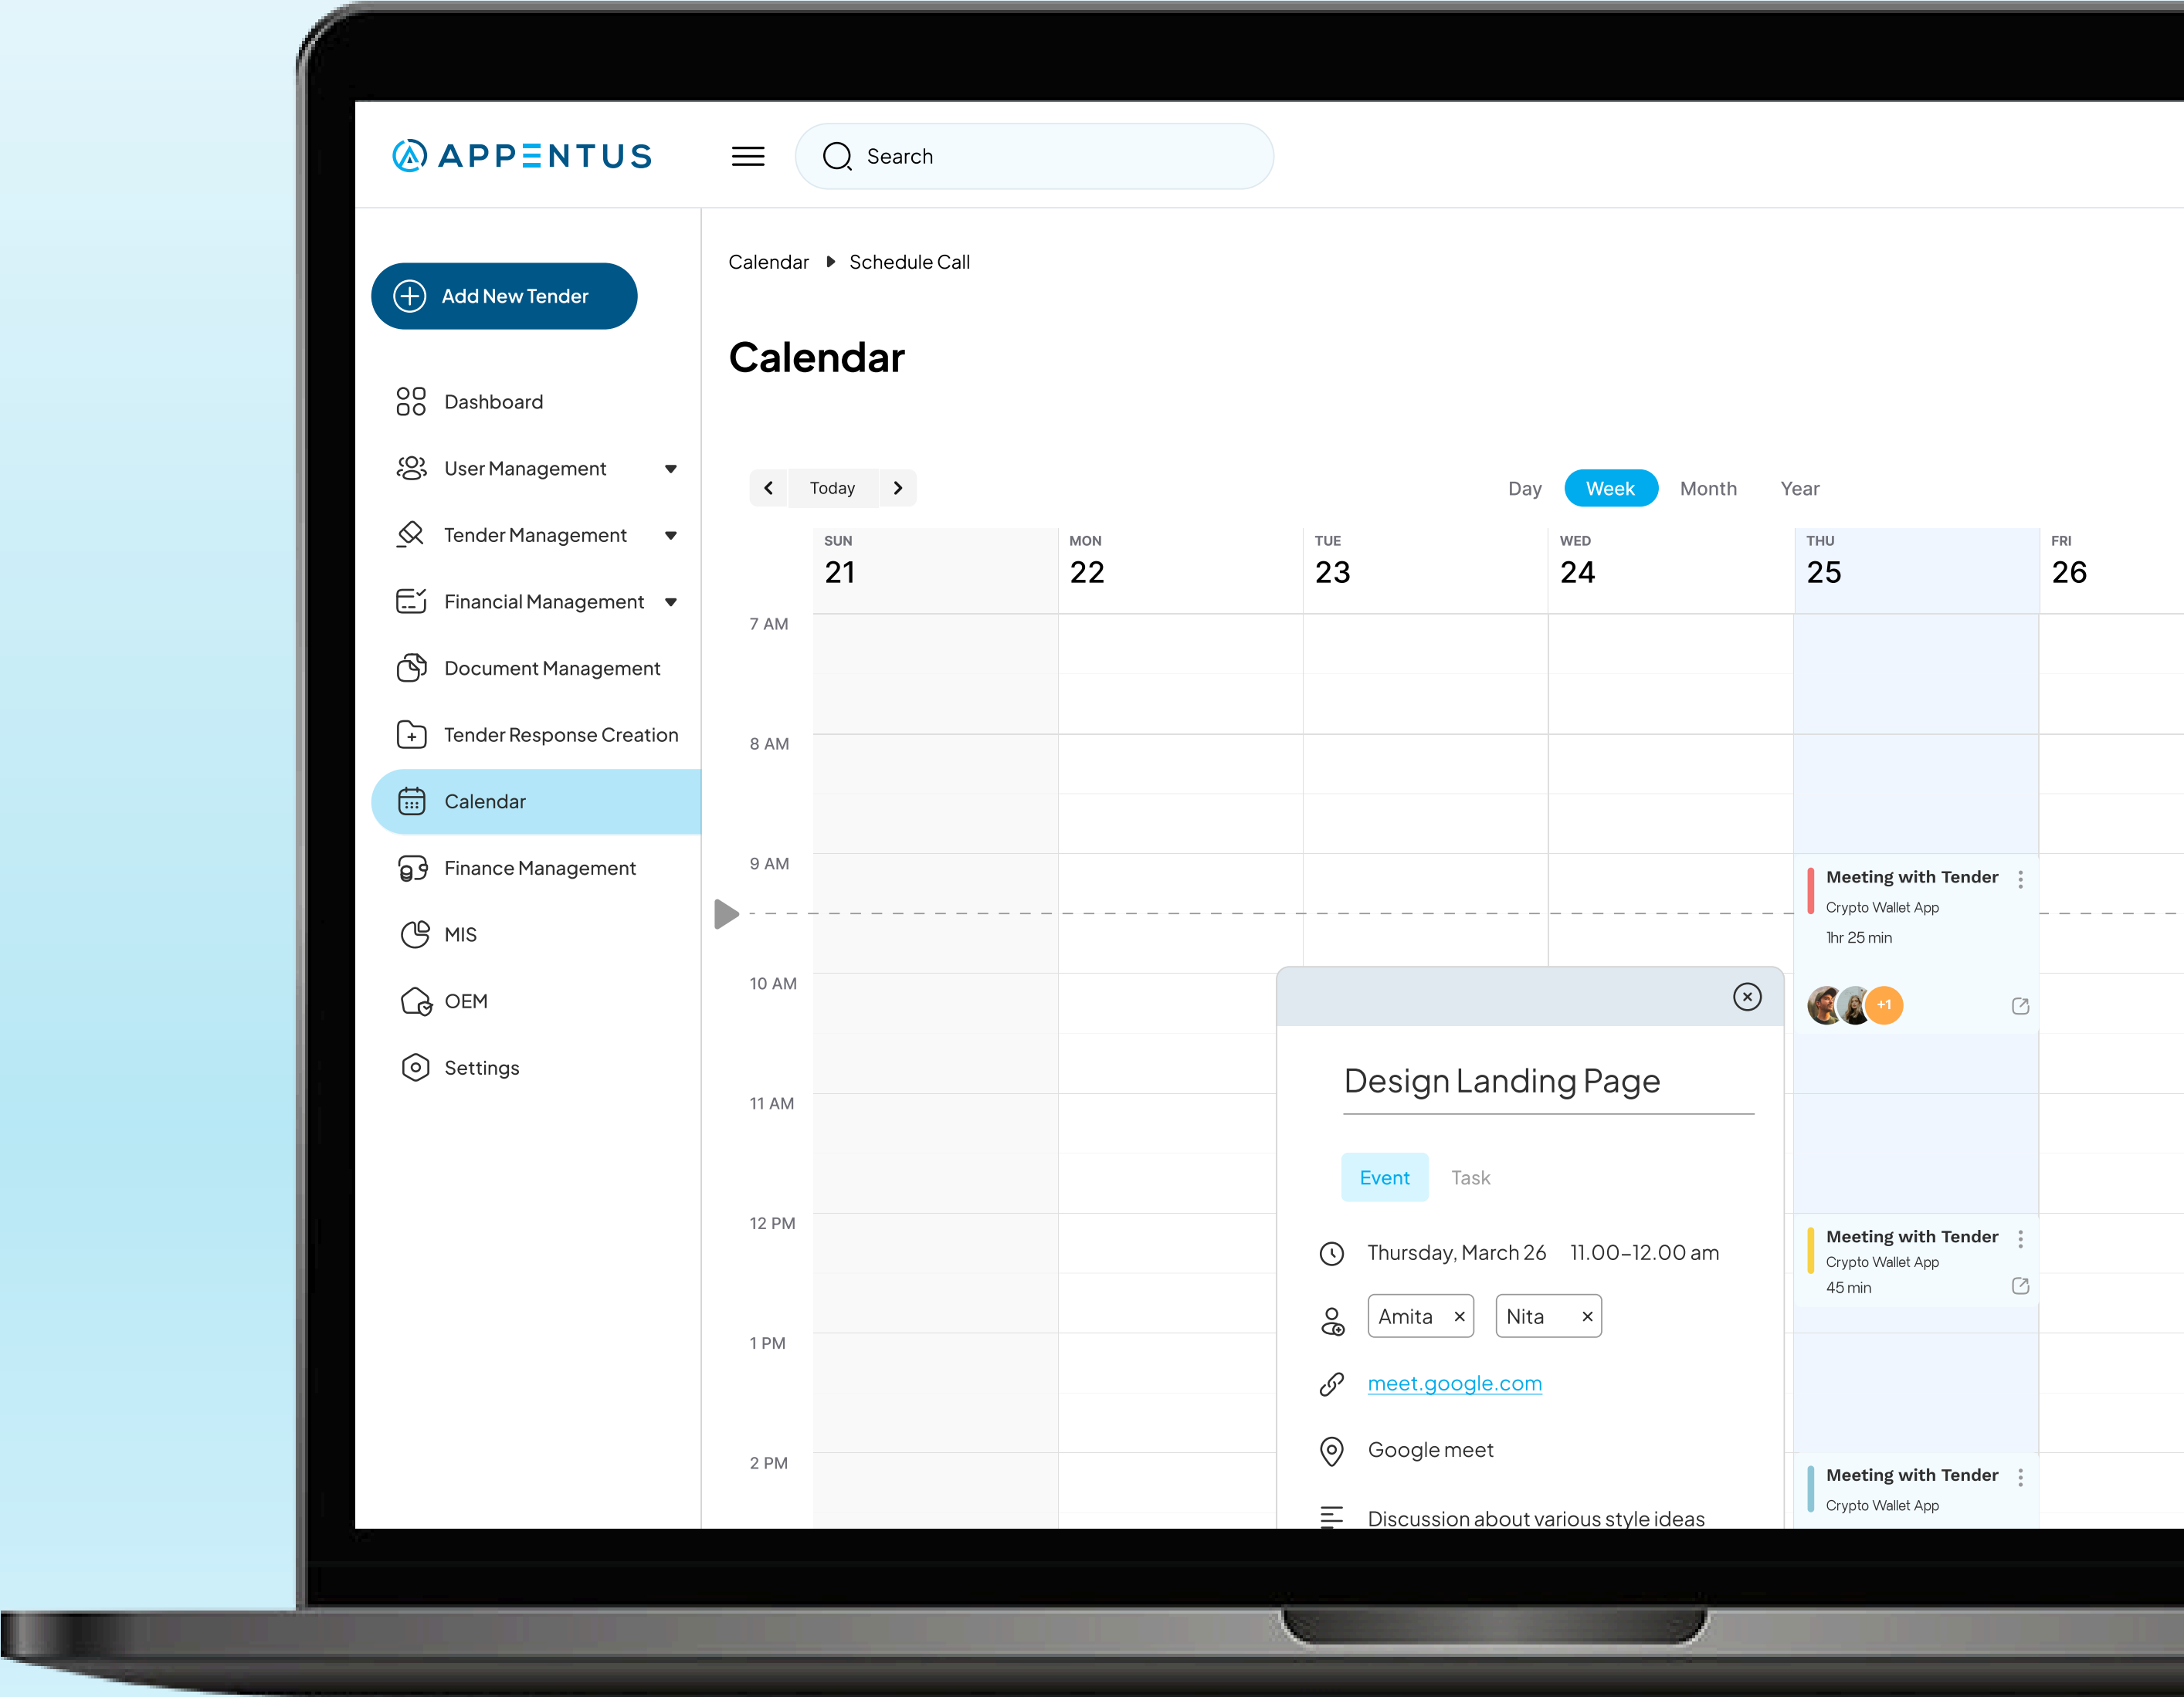 APPENTUS
Search
Add New Tender
Dashboard
User Management
Tender Management
Financial Management
Document Management
Tender Response Creation
Calendar
Finance Management
MIS
OEM
Settings
Calendar Schedule Call
Calendar
Today
Day Week Month Year
SUN MON TUE WED THU FRI
21 22 23 24 25 26
7 AM
8 AM
9 AM
10 AM
11 AM
12 PM
1 PM
2 PM
Meeting with Tender
Crypto Wallet App
1hr 25 min
+1
Design Landing Page
Event Task
Thursday, March 26 11.00–12.00 am
Amita × Nita ×
meet.google.com
Google meet
Discussion about various style ideas
Meeting with Tender
Crypto Wallet App
45 min
Meeting with Tender
Crypto Wallet App